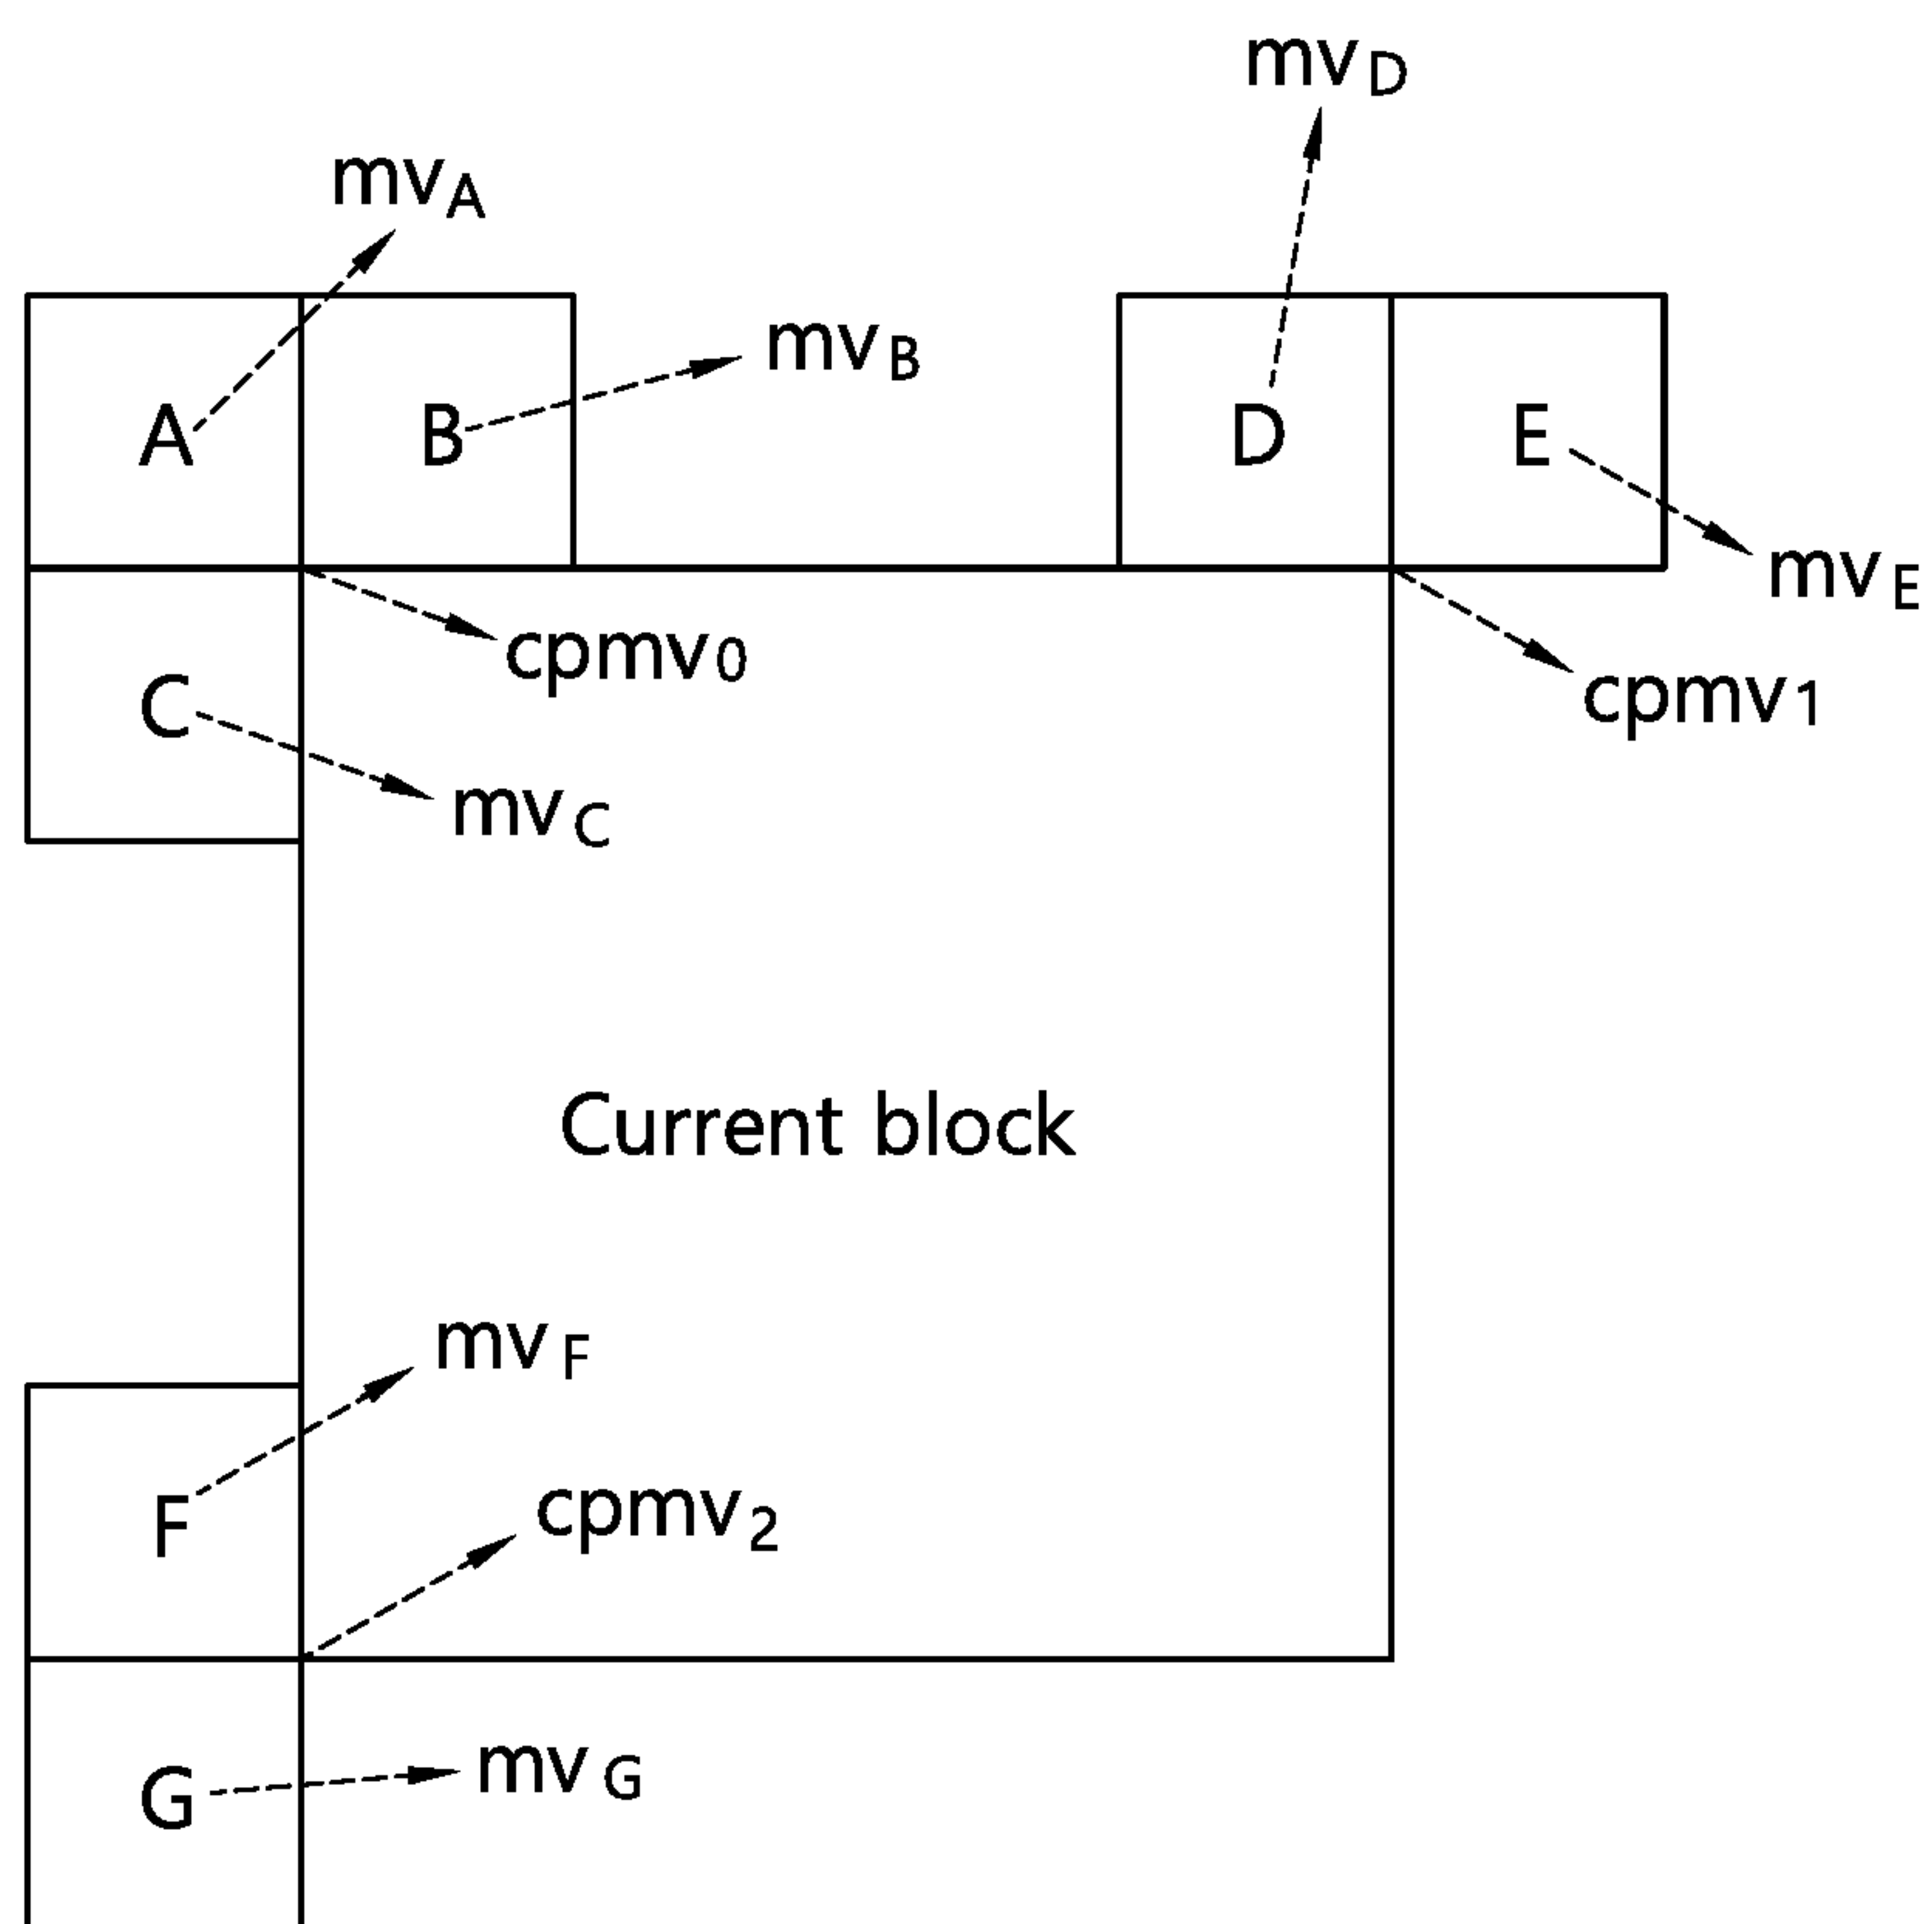 mvD
mvA
mvB
A
B
D
E
mvE
cpmv0
cpmv1
C
mvC
Current block
mvF
cpmv2
F
mvG
G